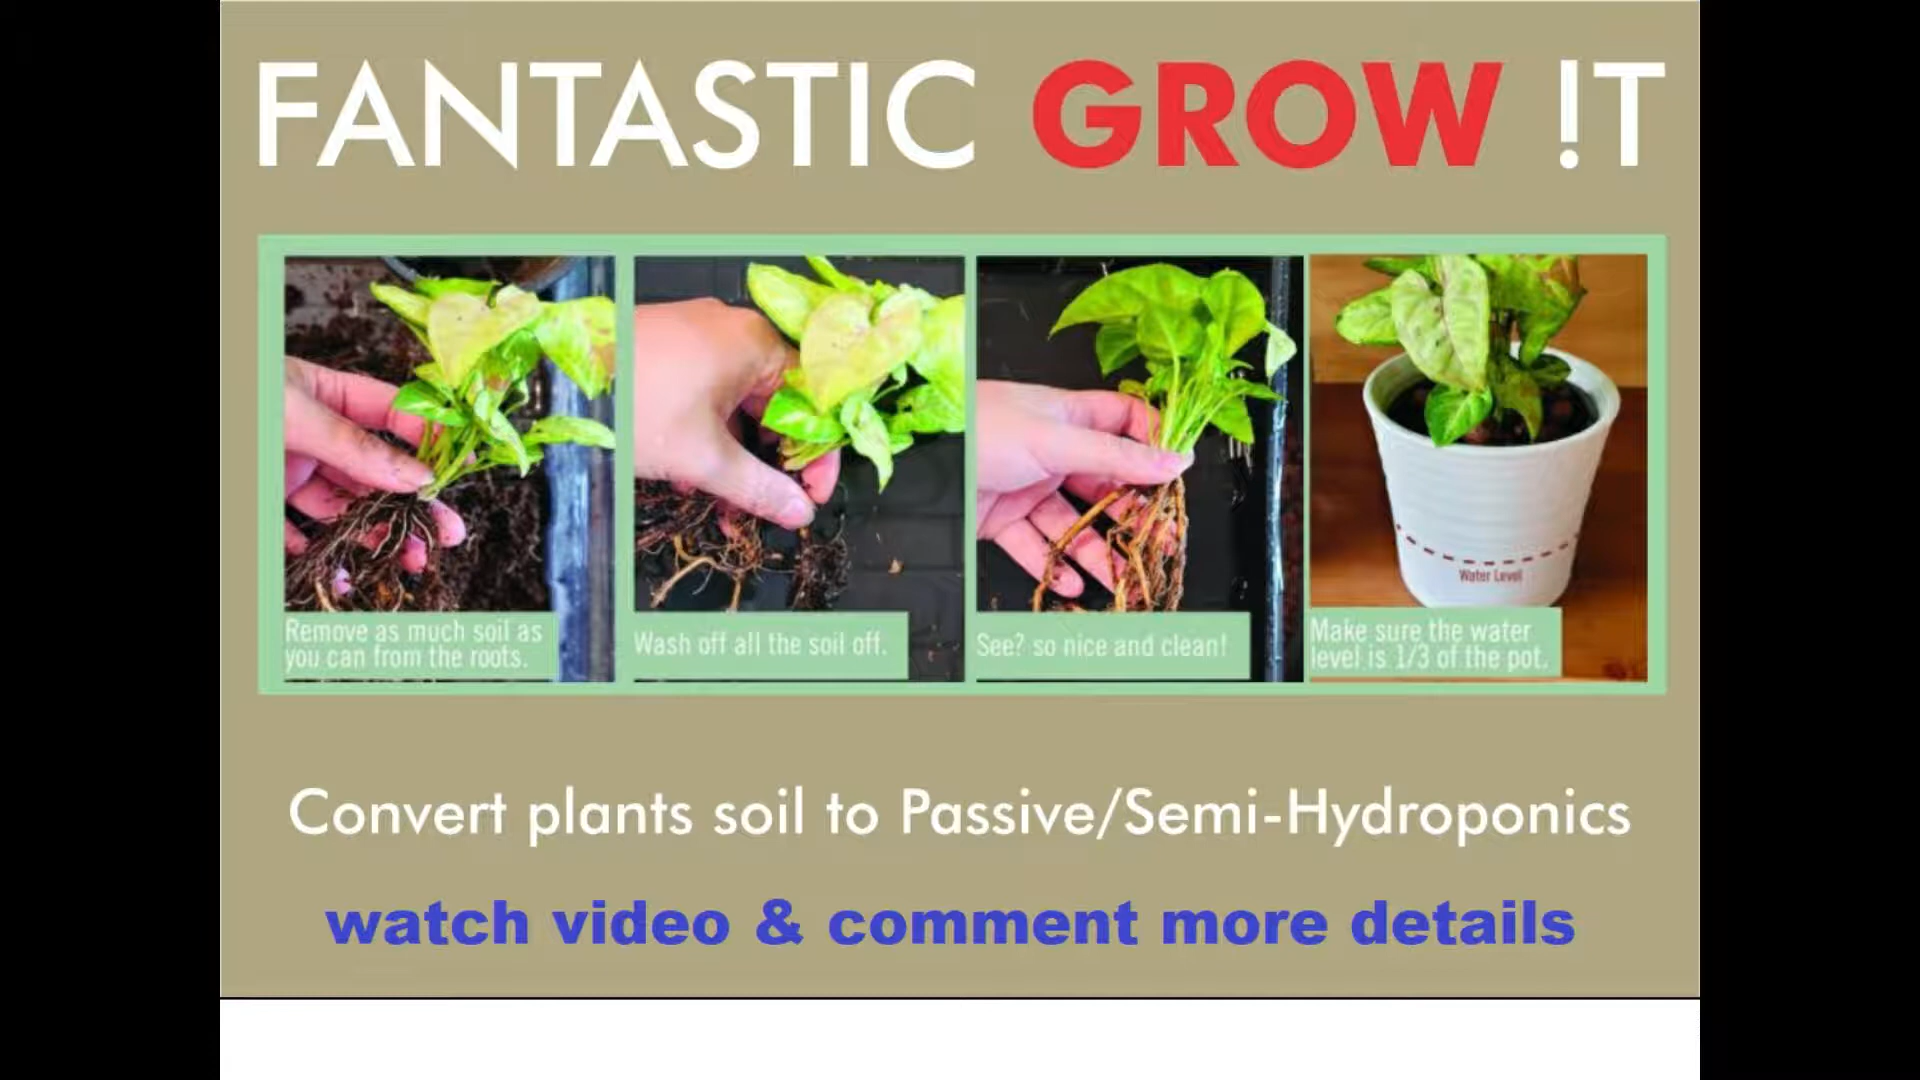 FANTASTIC GROW !T
Remove as much soil as
you can from the roots.
Wash off all the soil off.
See? so nice and clean!
Water Level
Make sure the water
level is 1/3 of the pot.
Convert plants soil to Passive/Semi-Hydroponics
watch video & comment more details